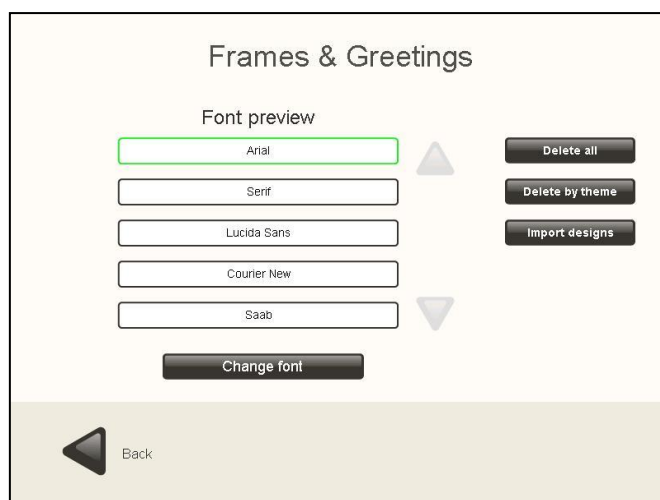 Frames & Greetings
Font preview
Arial
Serif
Lucida Sans
Courier New
Saab
Change font
Delete all
Delete by theme
Import designs
Back